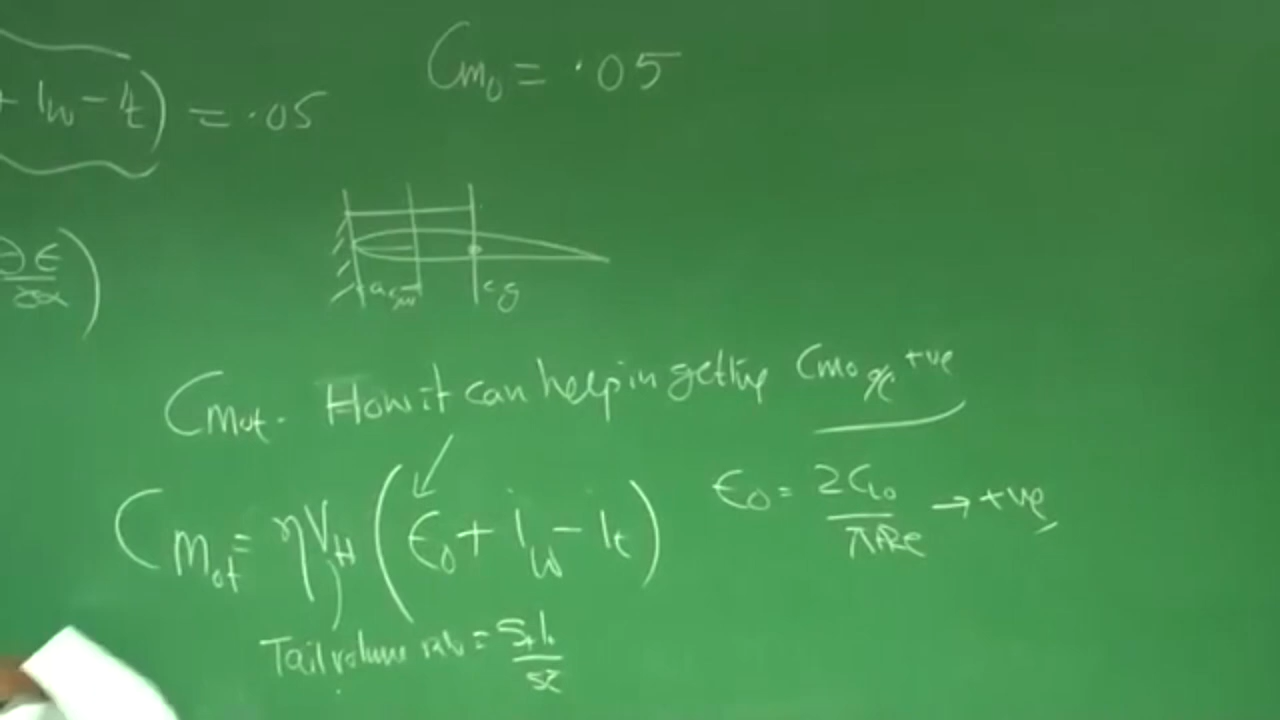 Cm₀ = .05
+ iw - it) = .05
∂ε/∂α)
acw cg
Cm0t. How it can help in getting Cm0 +ve
Cm0t = ηVH (ε0 + iw - it) ε0 = 2CL0/πARe → +ve
Tail volume ratio = St lt/Sc̄